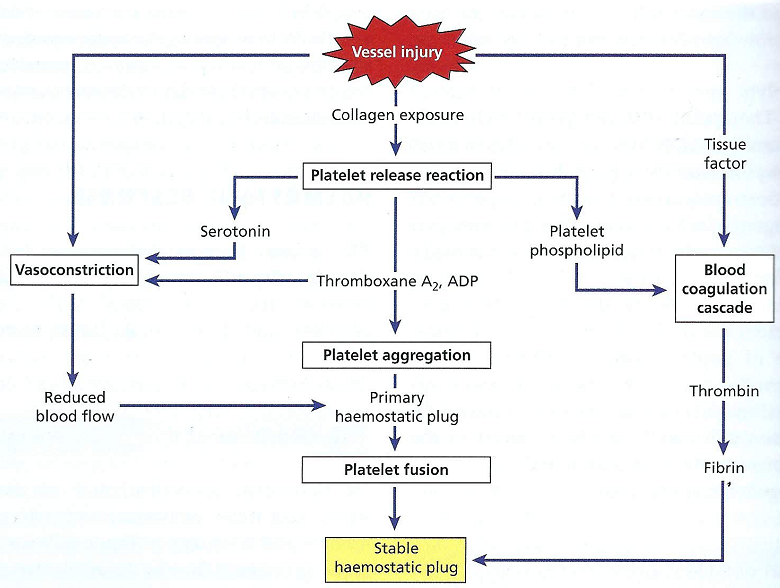 Vessel injury
Collagen exposure
Tissue
factor
Platelet release reaction
Serotonin
Platelet
phospholipid
Vasoconstriction
Thromboxane A₂, ADP
Blood
coagulation
cascade
Platelet aggregation
Reduced
blood flow
Primary
haemostatic plug
Thrombin
Platelet fusion
Fibrin
Stable
haemostatic plug